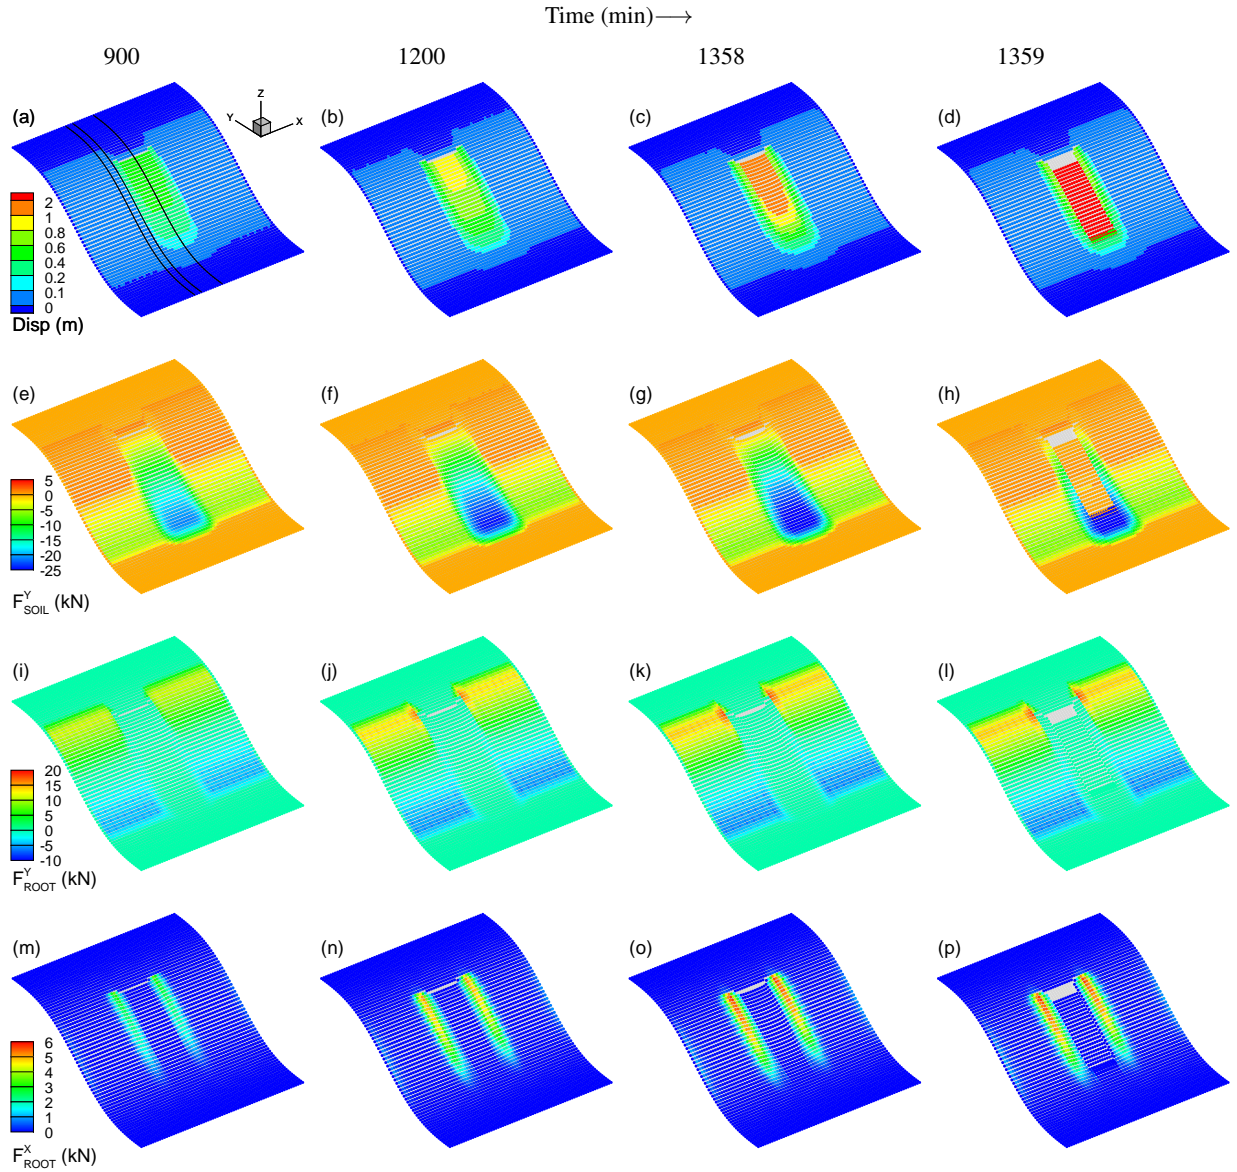 Time (min)⟶
900 1200 1358 1359
(a) (b) (c) (d)
Z
Y X
2
1
0.8
0.6
0.4
0.2
0.1
0
Disp (m)
(e) (f) (g) (h)
5
0
-5
-10
-15
-20
-25
F^Y_SOIL (kN)
(i) (j) (k) (l)
20
15
10
5
0
-5
-10
F^Y_ROOT (kN)
(m) (n) (o) (p)
6
5
4
3
2
1
0
F^X_ROOT (kN)